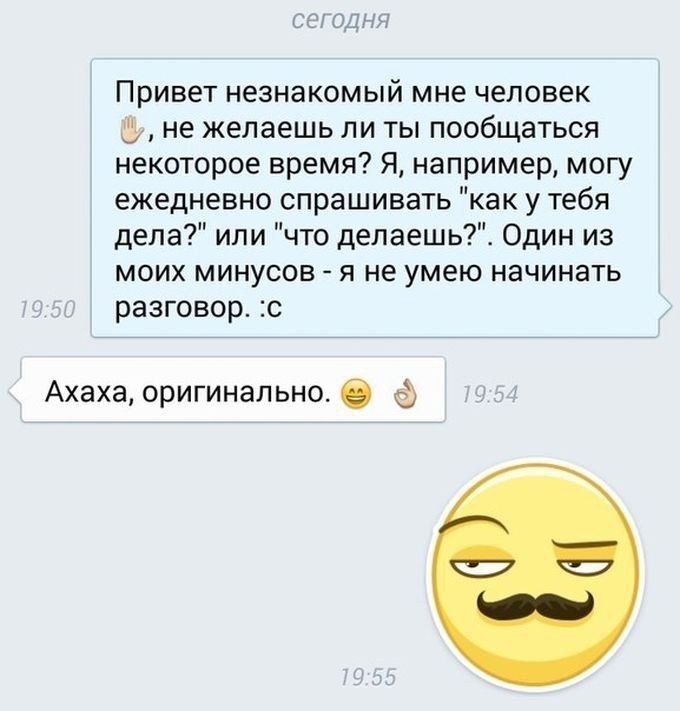 сегодня
Привет незнакомый мне человек
✋, не желаешь ли ты пообщаться
некоторое время? Я, например, могу
ежедневно спрашивать "как у тебя
дела?" или "что делаешь?". Один из
моих минусов - я не умею начинать
разговор. :с
19:50
Ахаха, оригинально. 😄 👌
19:54
19:55